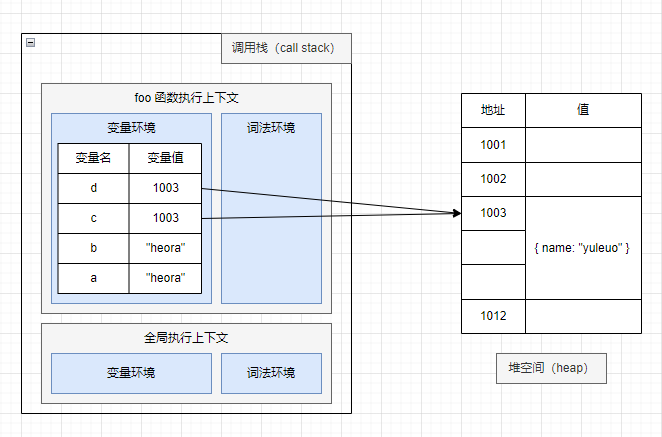 调用栈（call stack）
foo 函数执行上下文
变量环境
词法环境
变量名 变量值
d 1003
c 1003
b "heora"
a "heora"
全局执行上下文
变量环境
词法环境
地址 值
1001
1002
1003
{ name: "yuleuo" }
1012
堆空间（heap）